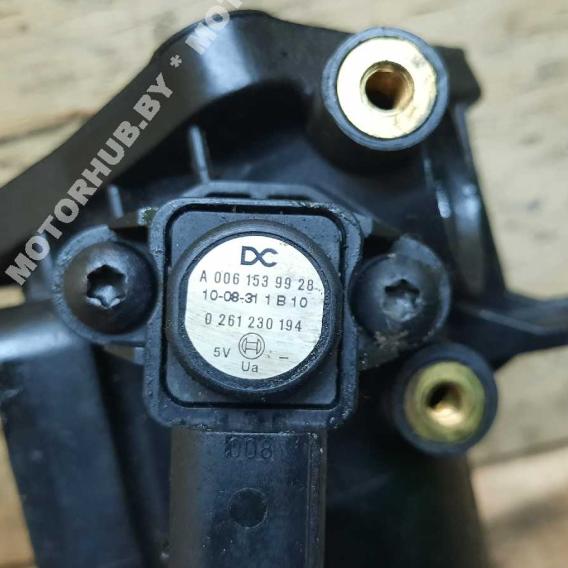 MOTORHUB.BY * MO
DC
A 006 153 99 28
10-08-31 1 B 10
0 261 230 194
5V
Ua
008